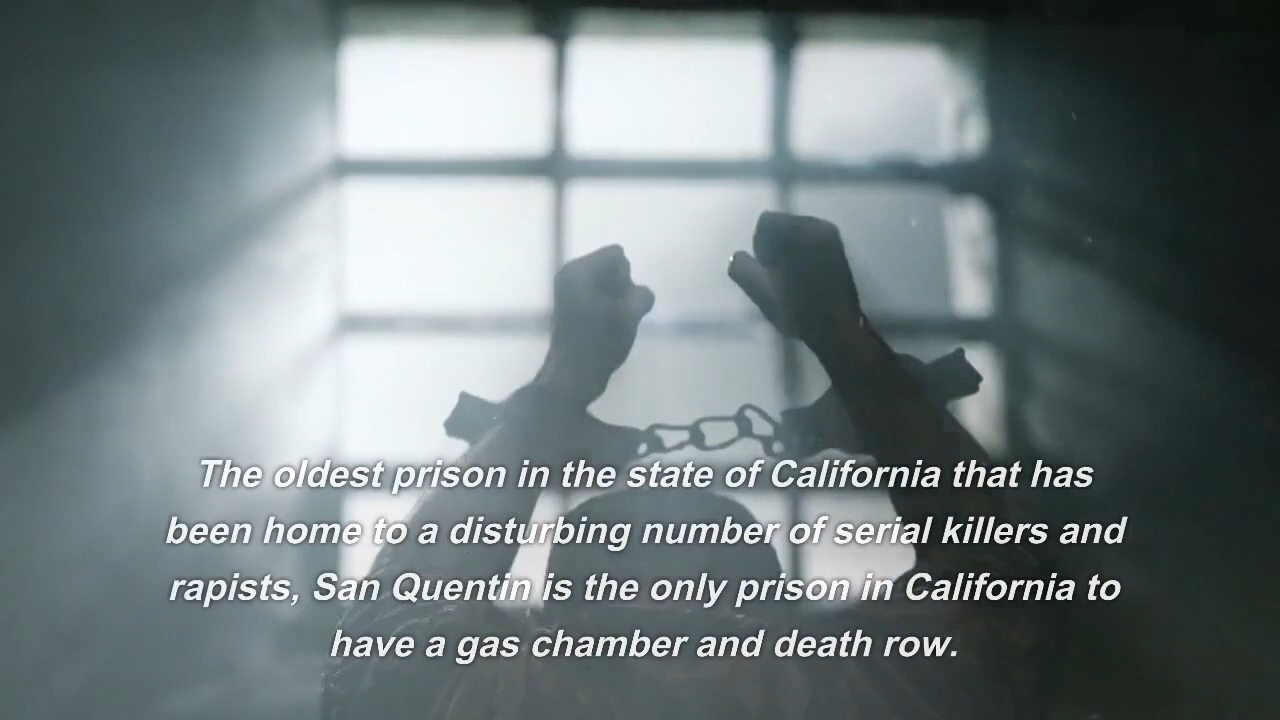 The oldest prison in the state of California that has
been home to a disturbing number of serial killers and
rapists, San Quentin is the only prison in California to
have a gas chamber and death row.